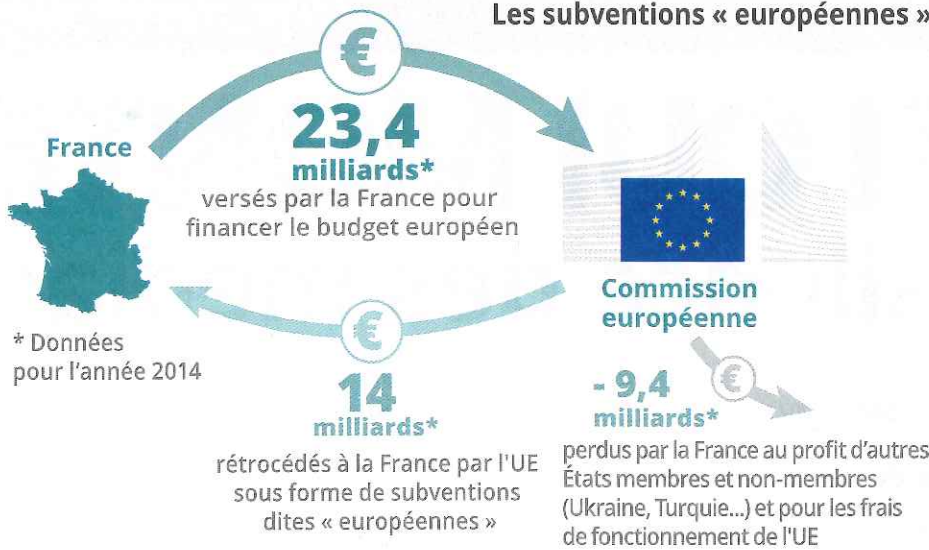 Les subventions « européennes »
€
23,4
milliards*
versés par la France pour
financer le budget européen
France
Commission
européenne
* Données
pour l'année 2014
€
14
milliards*
rétrocédés à la France par l'UE
sous forme de subventions
dites « européennes »
€
- 9,4
milliards*
perdus par la France au profit d'autres
États membres et non-membres
(Ukraine, Turquie...) et pour les frais
de fonctionnement de l'UE